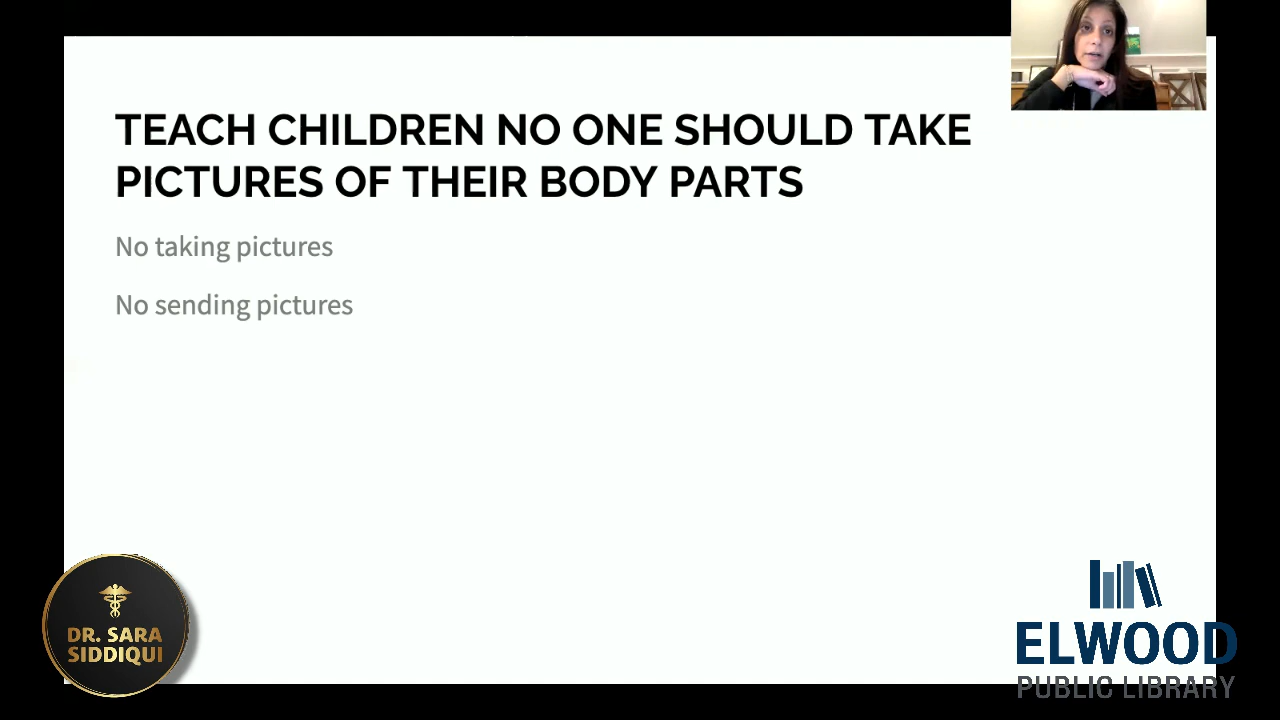 TEACH CHILDREN NO ONE SHOULD TAKE
PICTURES OF THEIR BODY PARTS
No taking pictures
No sending pictures
DR. SARA
SIDDIQUI
ELWOOD
PUBLIC LIBRARY